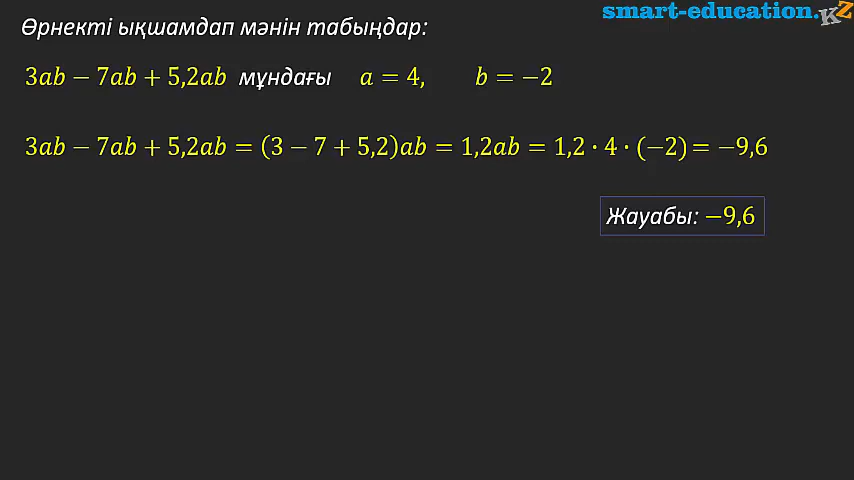 smart-education.KZ
Өрнекті ықшамдап мәнін табыңдар:
3ab − 7ab + 5,2ab мұндағы a = 4, b = −2
3ab − 7ab + 5,2ab = (3 − 7 + 5,2)ab = 1,2ab = 1,2 · 4 · (−2) = −9,6
Жауабы: −9,6